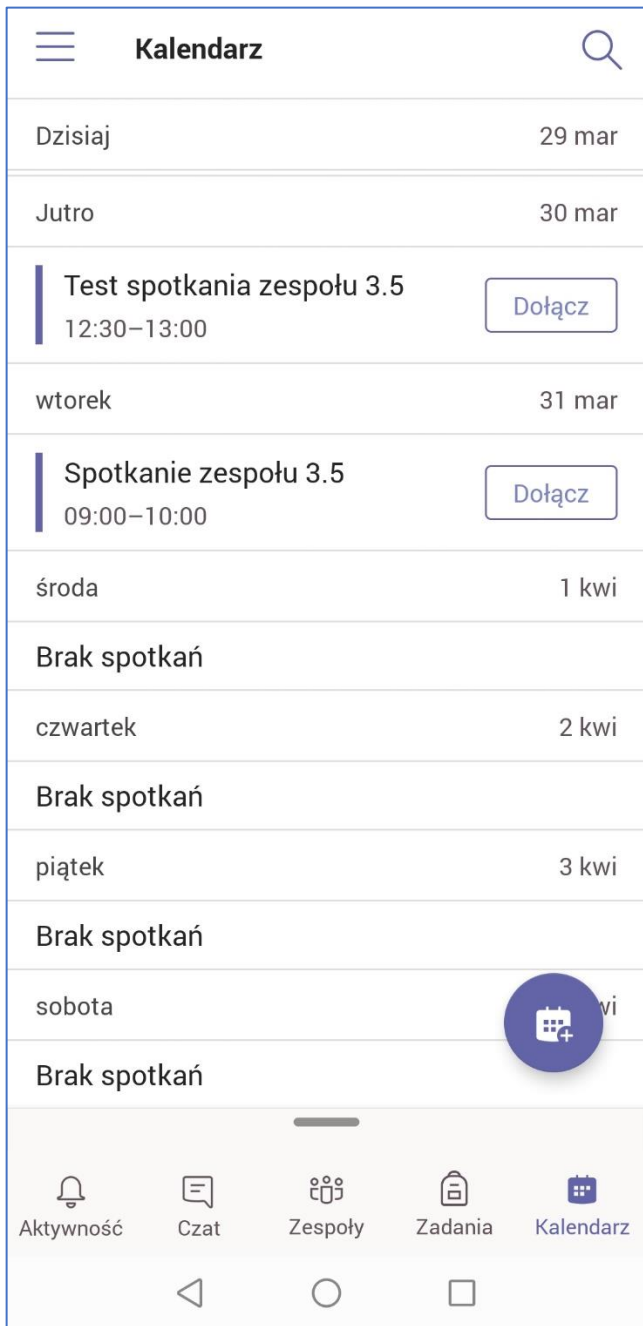 Kalendarz
Dzisiaj 29 mar
Jutro 30 mar
Test spotkania zespołu 3.5
12:30–13:00
Dołącz
wtorek 31 mar
Spotkanie zespołu 3.5
09:00–10:00
Dołącz
środa 1 kwi
Brak spotkań
czwartek 2 kwi
Brak spotkań
piątek 3 kwi
Brak spotkań
sobota
Brak spotkań
Aktywność Czat Zespoły Zadania Kalendarz